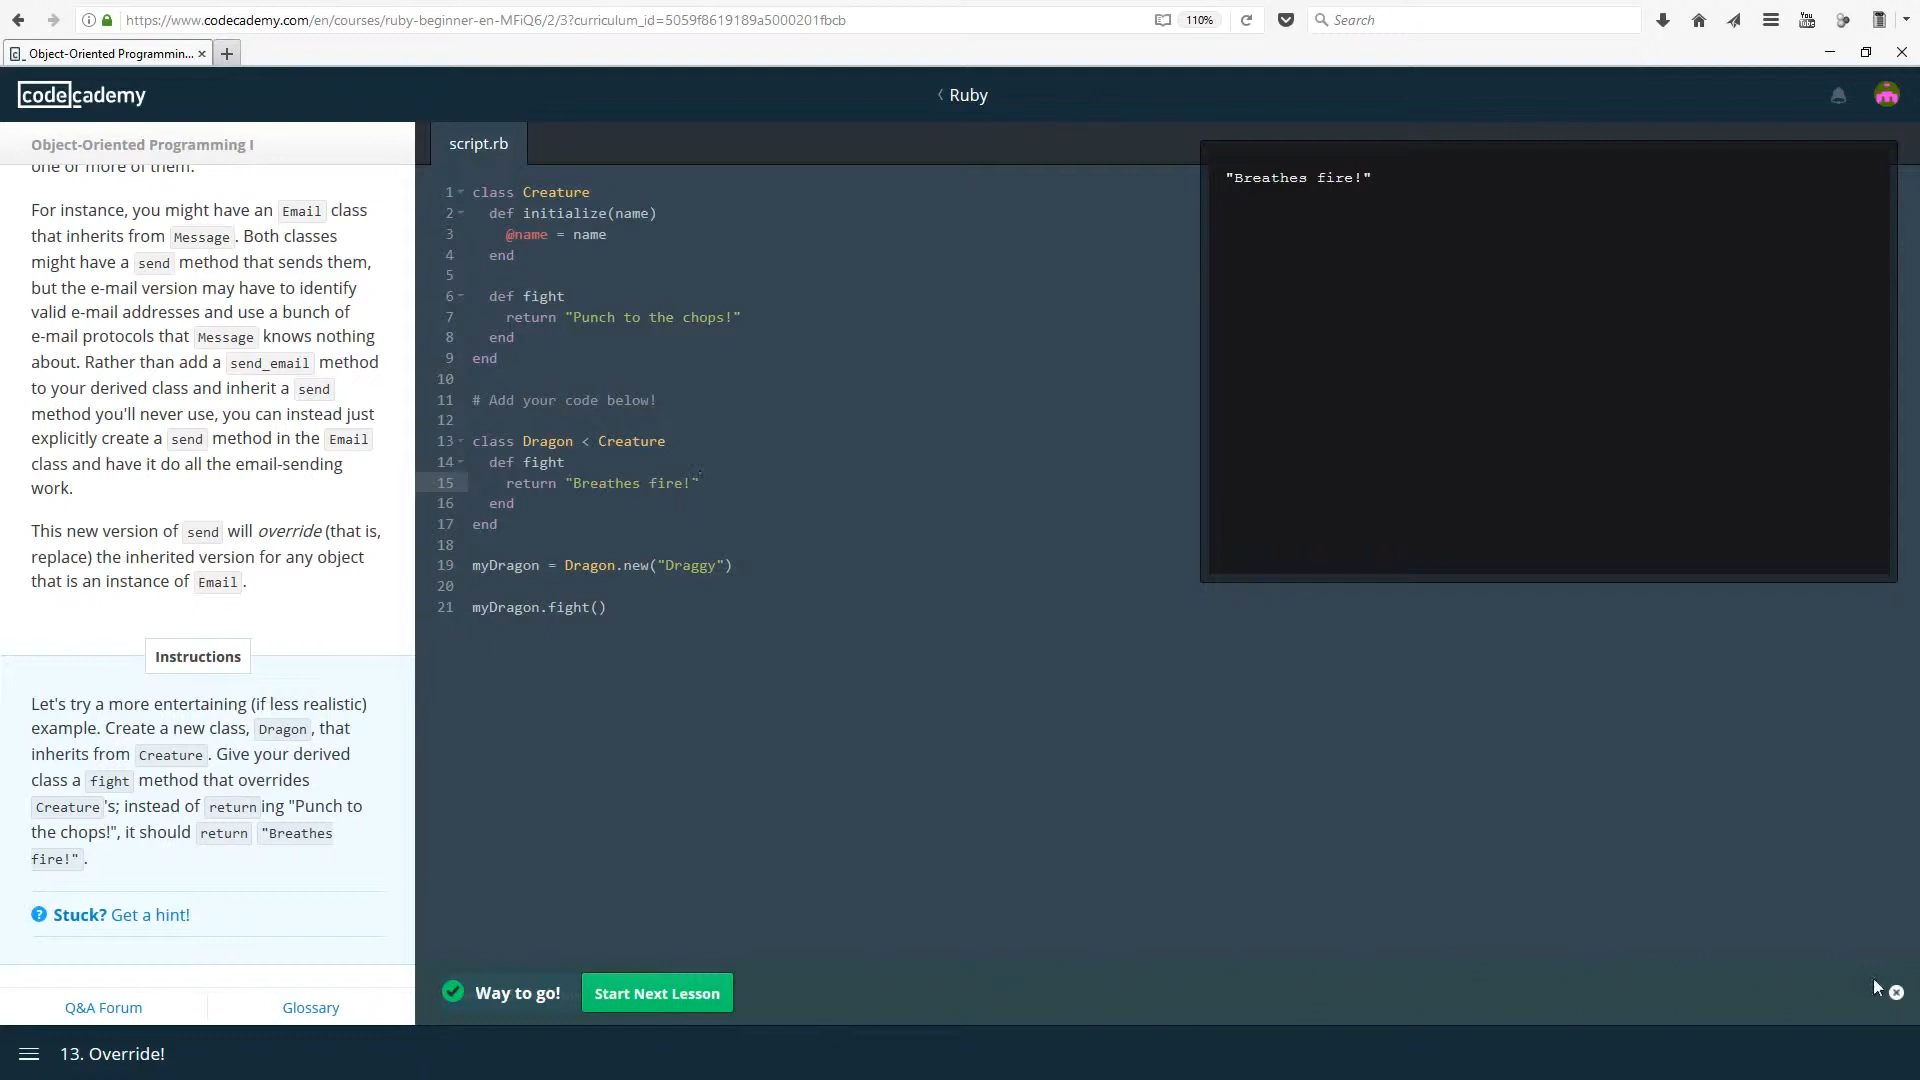 https://www.codecademy.com/en/courses/ruby-beginner-en-MFiQ6/2/3?curriculum_id=5059f8619189a5000201fbcb
110%
Search
You
Object-Oriented Programmin...
codecademy
Ruby
Object-Oriented Programming I
one or more of them.
For instance, you might have an Email class
that inherits from Message. Both classes
might have a send method that sends them,
but the e-mail version may have to identify
valid e-mail addresses and use a bunch of
e-mail protocols that Message knows nothing
about. Rather than add a send_email method
to your derived class and inherit a send
method you'll never use, you can instead just
explicitly create a send method in the Email
class and have it do all the email-sending
work.
This new version of send will override (that is,
replace) the inherited version for any object
that is an instance of Email.
Instructions
Let's try a more entertaining (if less realistic)
example. Create a new class, Dragon, that
inherits from Creature. Give your derived
class a fight method that overrides
Creature's; instead of returning "Punch to
the chops!", it should return "Breathes
fire!".
Stuck? Get a hint!
Q&A Forum
Glossary
script.rb
1 class Creature
2 def initialize(name)
3 @name = name
4 end
5
6 def fight
7 return "Punch to the chops!"
8 end
9 end
10
11 # Add your code below!
12
13 class Dragon < Creature
14 def fight
15 return "Breathes fire!"
16 end
17 end
18
19 myDragon = Dragon.new("Draggy")
20
21 myDragon.fight()
"Breathes fire!"
Way to go!
Start Next Lesson
13. Override!